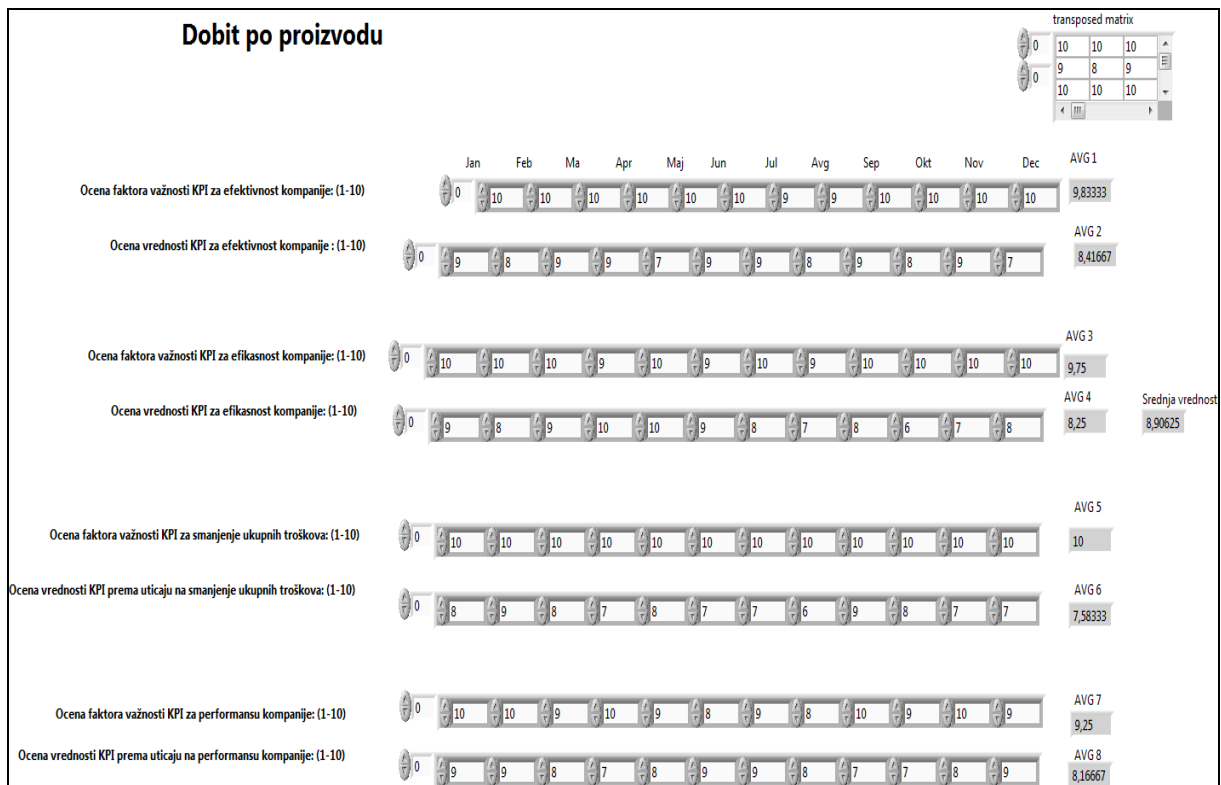 Dobit po proizvodu
transposed matrix
0 10 10 10
0 9 8 9
10 10 10
Jan Feb Ma Apr Maj Jun Jul Avg Sep Okt Nov Dec AVG 1
Ocena faktora važnosti KPI za efektivnost kompanije: (1-10) 0 10 10 10 10 10 10 9 9 10 10 10 10 9,83333
AVG 2
Ocena vrednosti KPI za efektivnost kompanije : (1-10) 0 9 8 9 9 7 9 9 8 9 8 9 7 8,41667
AVG 3
Ocena faktora važnosti KPI za efikasnost kompanije: (1-10) 0 10 10 10 9 10 9 10 9 10 10 10 10 9,75
AVG 4 Srednja vrednost
Ocena vrednosti KPI za efikasnost kompanije: (1-10) 0 9 8 9 10 10 9 8 7 8 6 7 8 8,25 8,90625
AVG 5
Ocena faktora važnosti KPI za smanjenje ukupnih troškova: (1-10) 0 10 10 10 10 10 10 10 10 10 10 10 10 10
AVG 6
Ocena vrednosti KPI prema uticaju na smanjenje ukupnih troškova: (1-10) 0 8 9 8 7 8 7 7 6 9 8 7 7 7,58333
AVG 7
Ocena faktora važnosti KPI za performansu kompanije: (1-10) 0 10 10 9 10 9 8 9 8 10 9 10 9 9,25
AVG 8
Ocena vrednosti KPI prema uticaju na performansu kompanije: (1-10) 0 9 9 8 7 8 9 9 8 7 7 8 9 8,16667